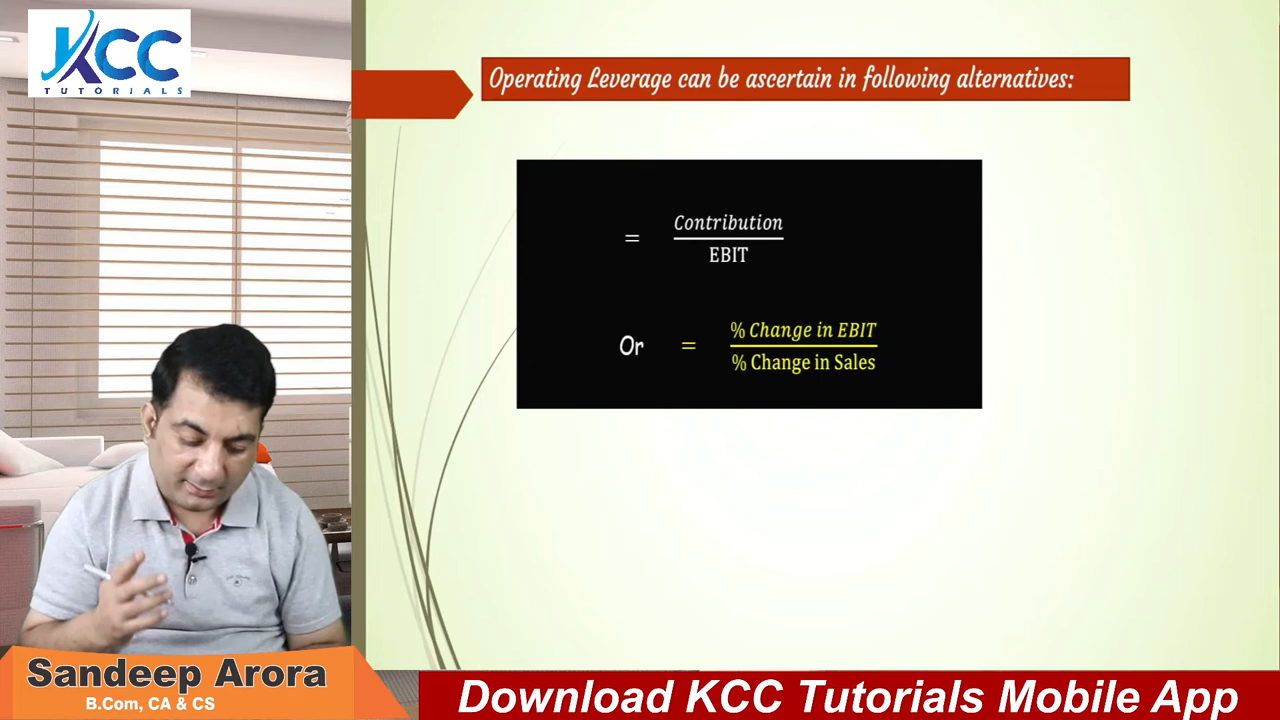 KCC
TUTORIALS
Operating Leverage can be ascertain in following alternatives:
= Contribution
EBIT
Or = % Change in EBIT
% Change in Sales
Sandeep Arora
B.Com, CA & CS
Download KCC Tutorials Mobile App